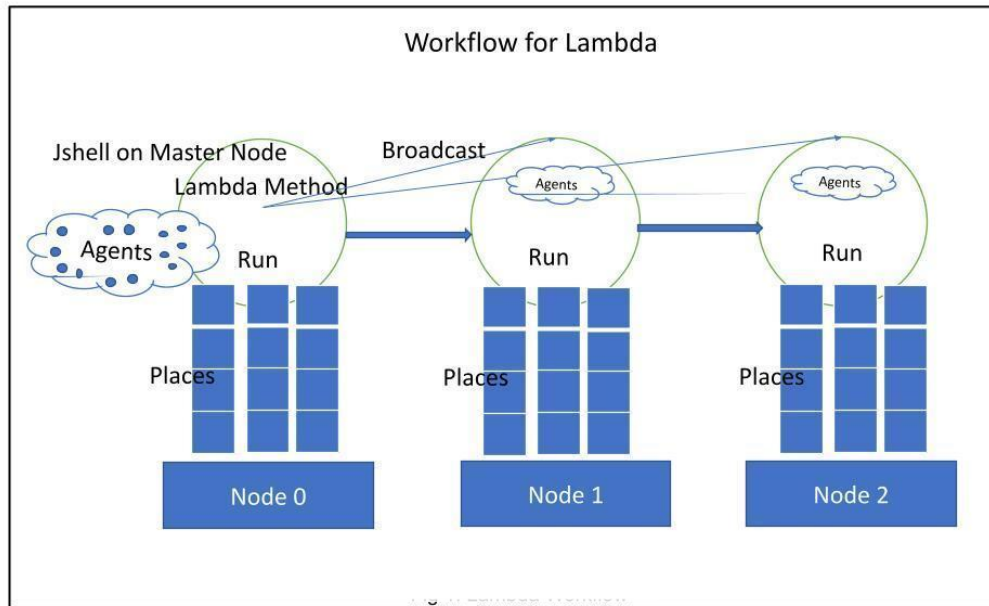 Workflow for Lambda
Jshell on Master Node
Broadcast
Lambda Method
Agents
Agents
Agents
Run
Run
Run
Places
Places
Places
Node 0
Node 1
Node 2